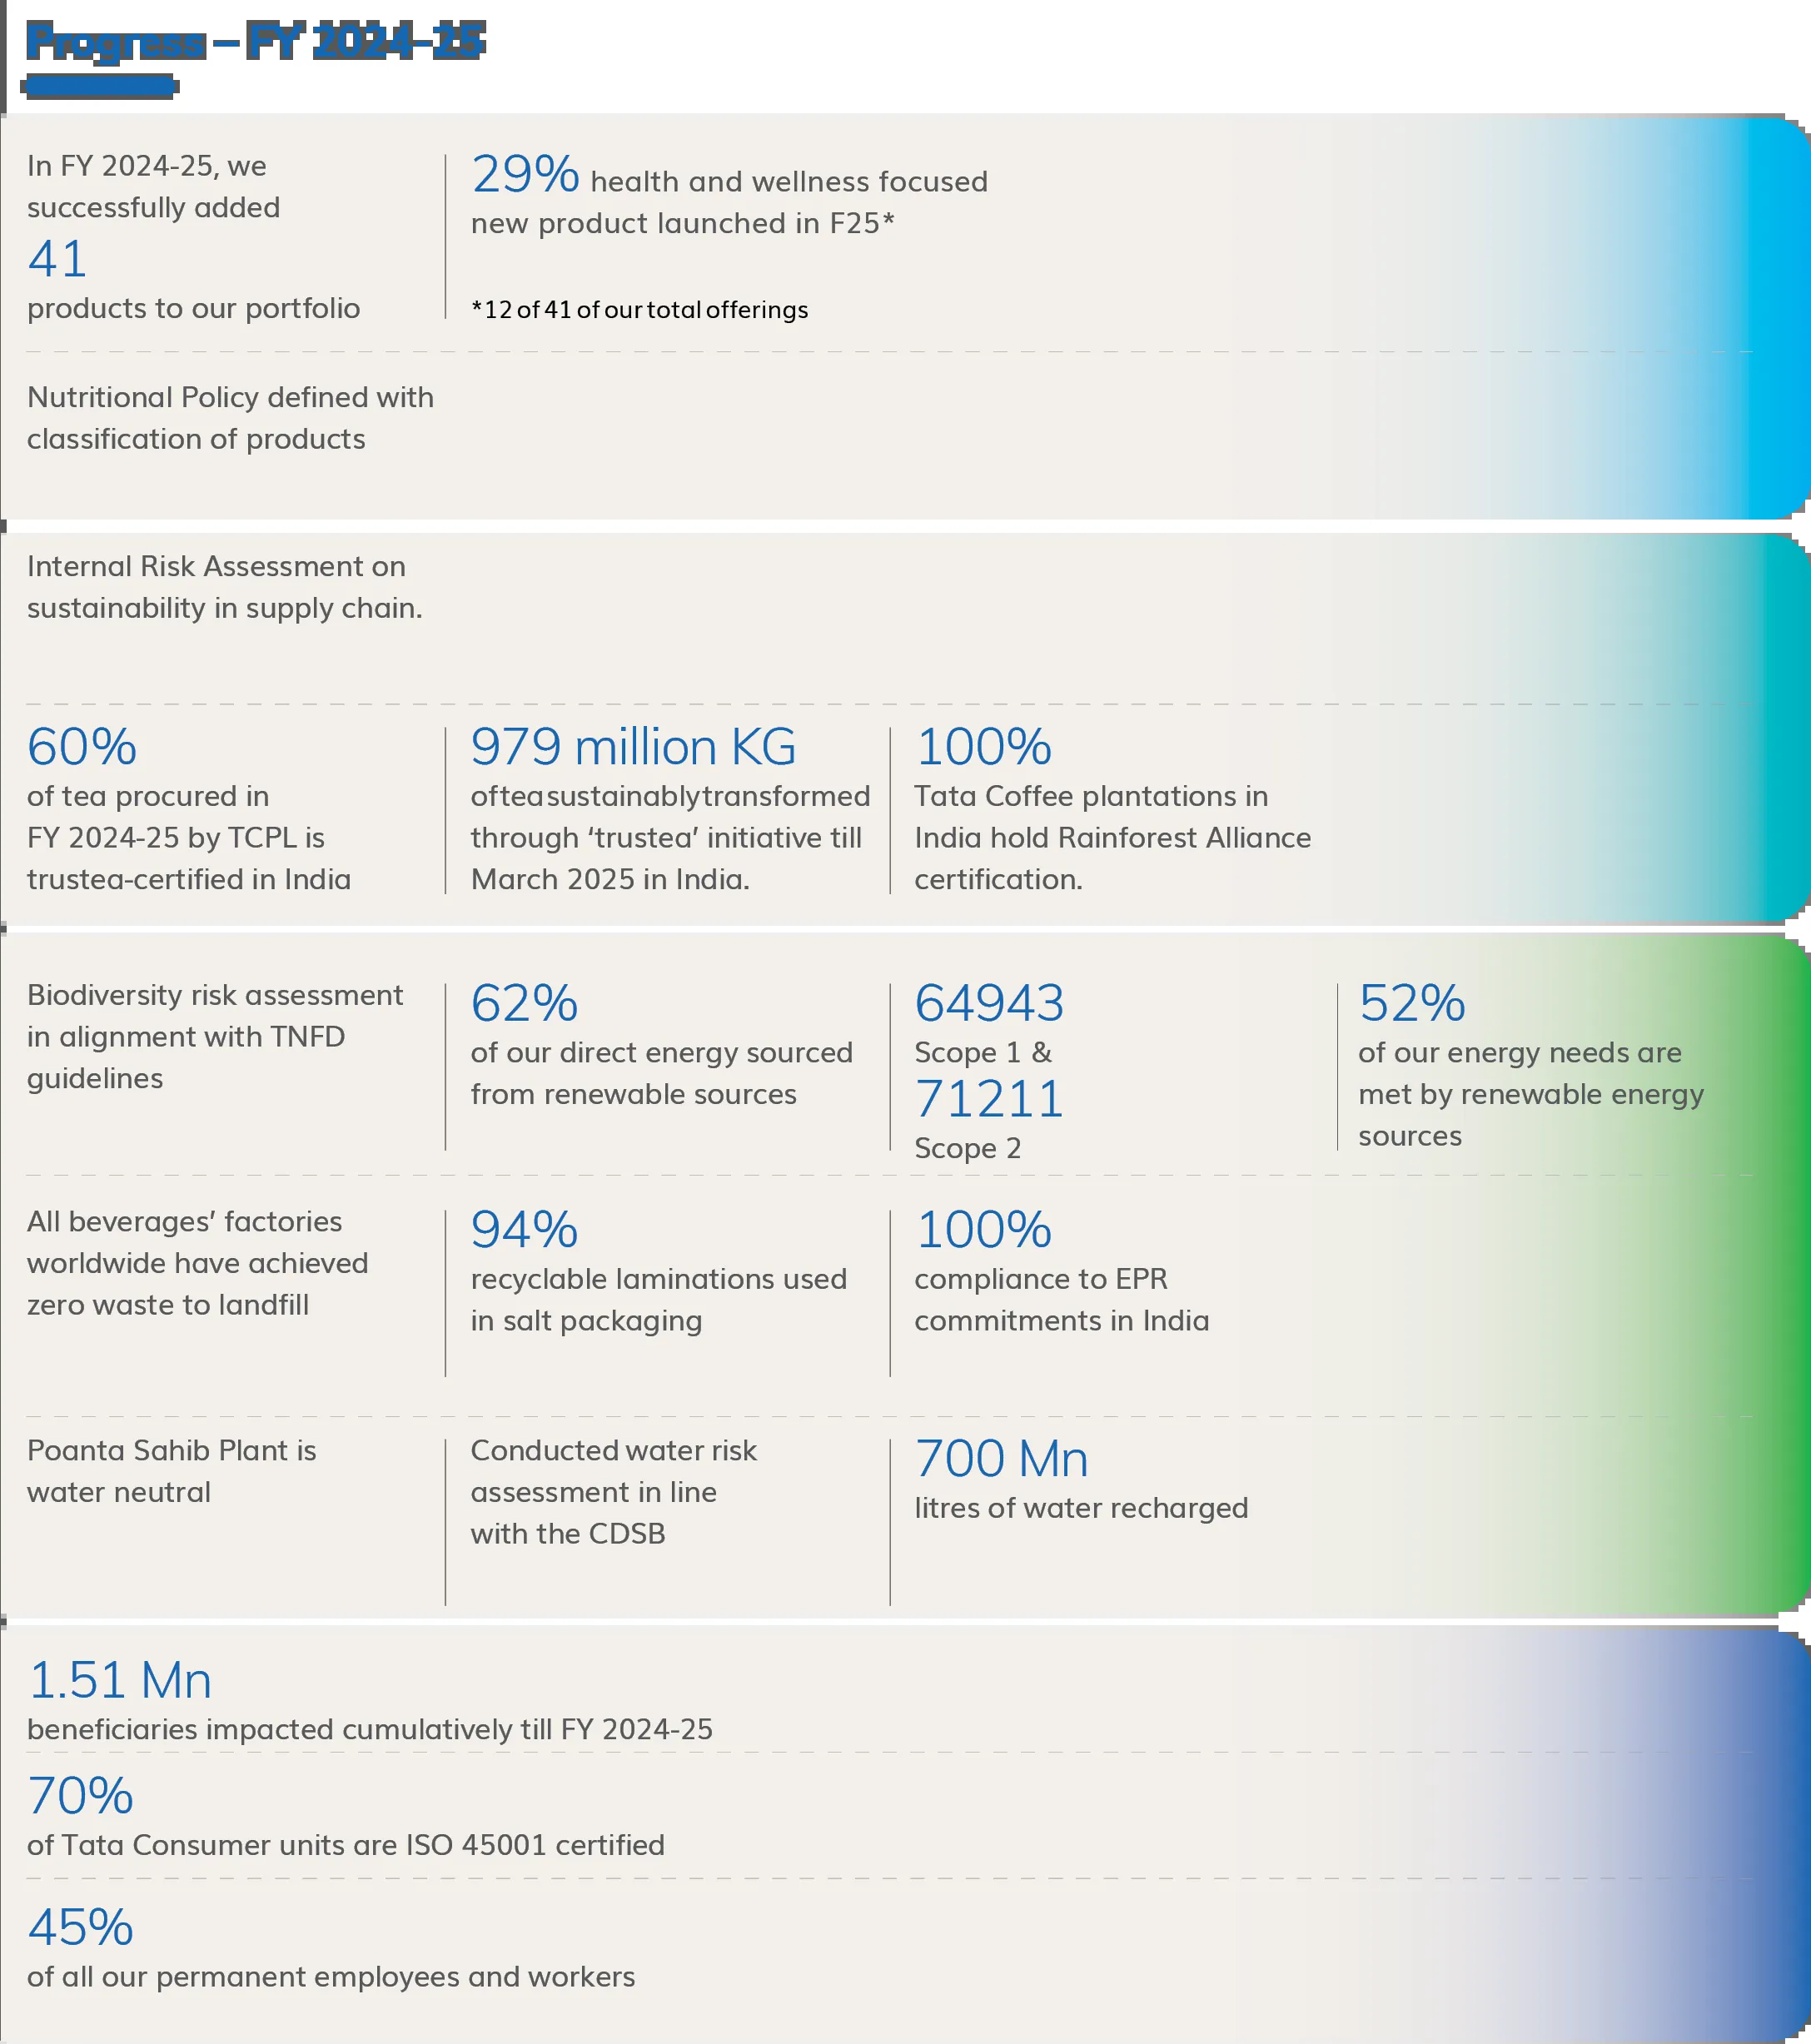 Progress – FY 2024-25
In FY 2024-25, we
successfully added
41
products to our portfolio
29% health and wellness focused
new product launched in F25*
*12 of 41 of our total offerings
Nutritional Policy defined with
classification of products
Internal Risk Assessment on
sustainability in supply chain.
60%
of tea procured in
FY 2024-25 by TCPL is
trustea-certified in India
979 million KG
of tea sustainably transformed
through ‘trustea’ initiative till
March 2025 in India.
100%
Tata Coffee plantations in
India hold Rainforest Alliance
certification.
Biodiversity risk assessment
in alignment with TNFD
guidelines
62%
of our direct energy sourced
from renewable sources
64943
Scope 1 &
71211
Scope 2
52%
of our energy needs are
met by renewable energy
sources
All beverages’ factories
worldwide have achieved
zero waste to landfill
94%
recyclable laminations used
in salt packaging
100%
compliance to EPR
commitments in India
Poanta Sahib Plant is
water neutral
Conducted water risk
assessment in line
with the CDSB
700 Mn
litres of water recharged
1.51 Mn
beneficiaries impacted cumulatively till FY 2024-25
70%
of Tata Consumer units are ISO 45001 certified
45%
of all our permanent employees and workers